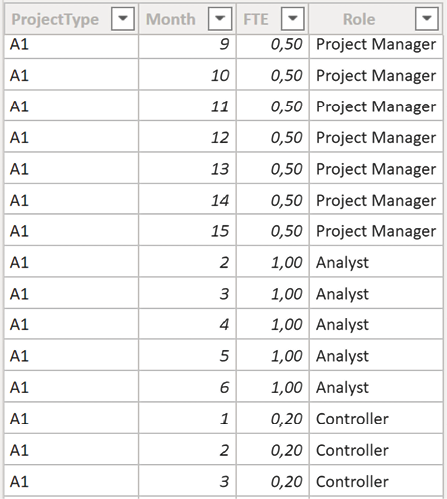 ProjectType Month FTE Role
A1 9 0,50 Project Manager
A1 10 0,50 Project Manager
A1 11 0,50 Project Manager
A1 12 0,50 Project Manager
A1 13 0,50 Project Manager
A1 14 0,50 Project Manager
A1 15 0,50 Project Manager
A1 2 1,00 Analyst
A1 3 1,00 Analyst
A1 4 1,00 Analyst
A1 5 1,00 Analyst
A1 6 1,00 Analyst
A1 1 0,20 Controller
A1 2 0,20 Controller
A1 3 0,20 Controller